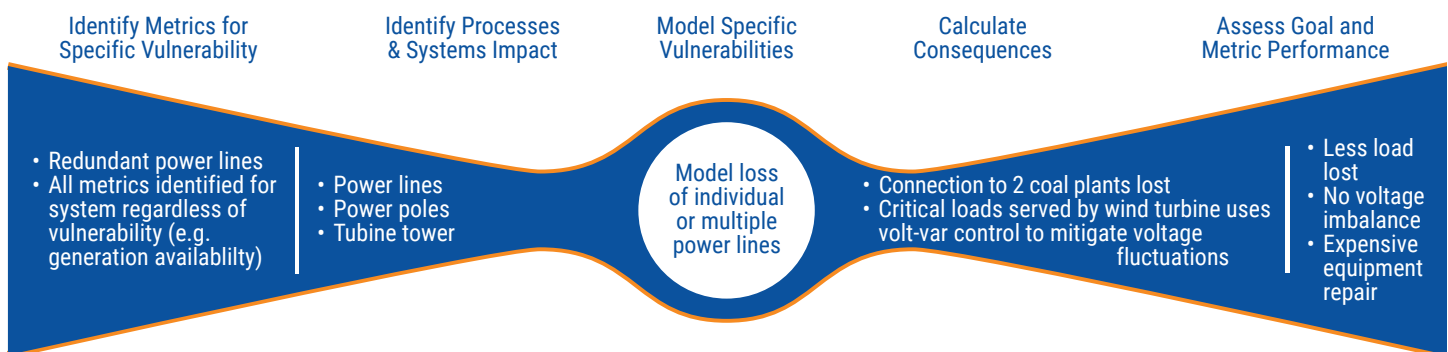 Identify Metrics for
Specific Vulnerability
Identify Processes
& Systems Impact
Model Specific
Vulnerabilities
Calculate
Consequences
Assess Goal and
Metric Performance
• Redundant power lines
• All metrics identified for
system regardless of
vulnerability (e.g.
generation availablilty)
• Power lines
• Power poles
• Tubine tower
Model loss
of individual
or multiple
power lines
• Connection to 2 coal plants lost
• Critical loads served by wind turbine uses
volt-var control to mitigate voltage
fluctuations
• Less load
lost
• No voltage
imbalance
• Expensive
equipment
repair